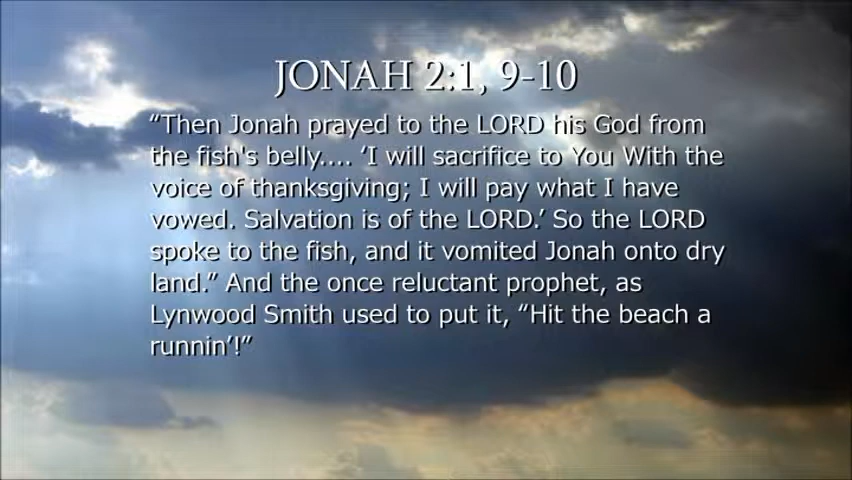 JONAH 2:1, 9-10
“Then Jonah prayed to the LORD his God from
the fish's belly.... ‘I will sacrifice to You With the
voice of thanksgiving; I will pay what I have
vowed. Salvation is of the LORD.’ So the LORD
spoke to the fish, and it vomited Jonah onto dry
land.” And the once reluctant prophet, as
Lynwood Smith used to put it, “Hit the beach a
runnin’!”